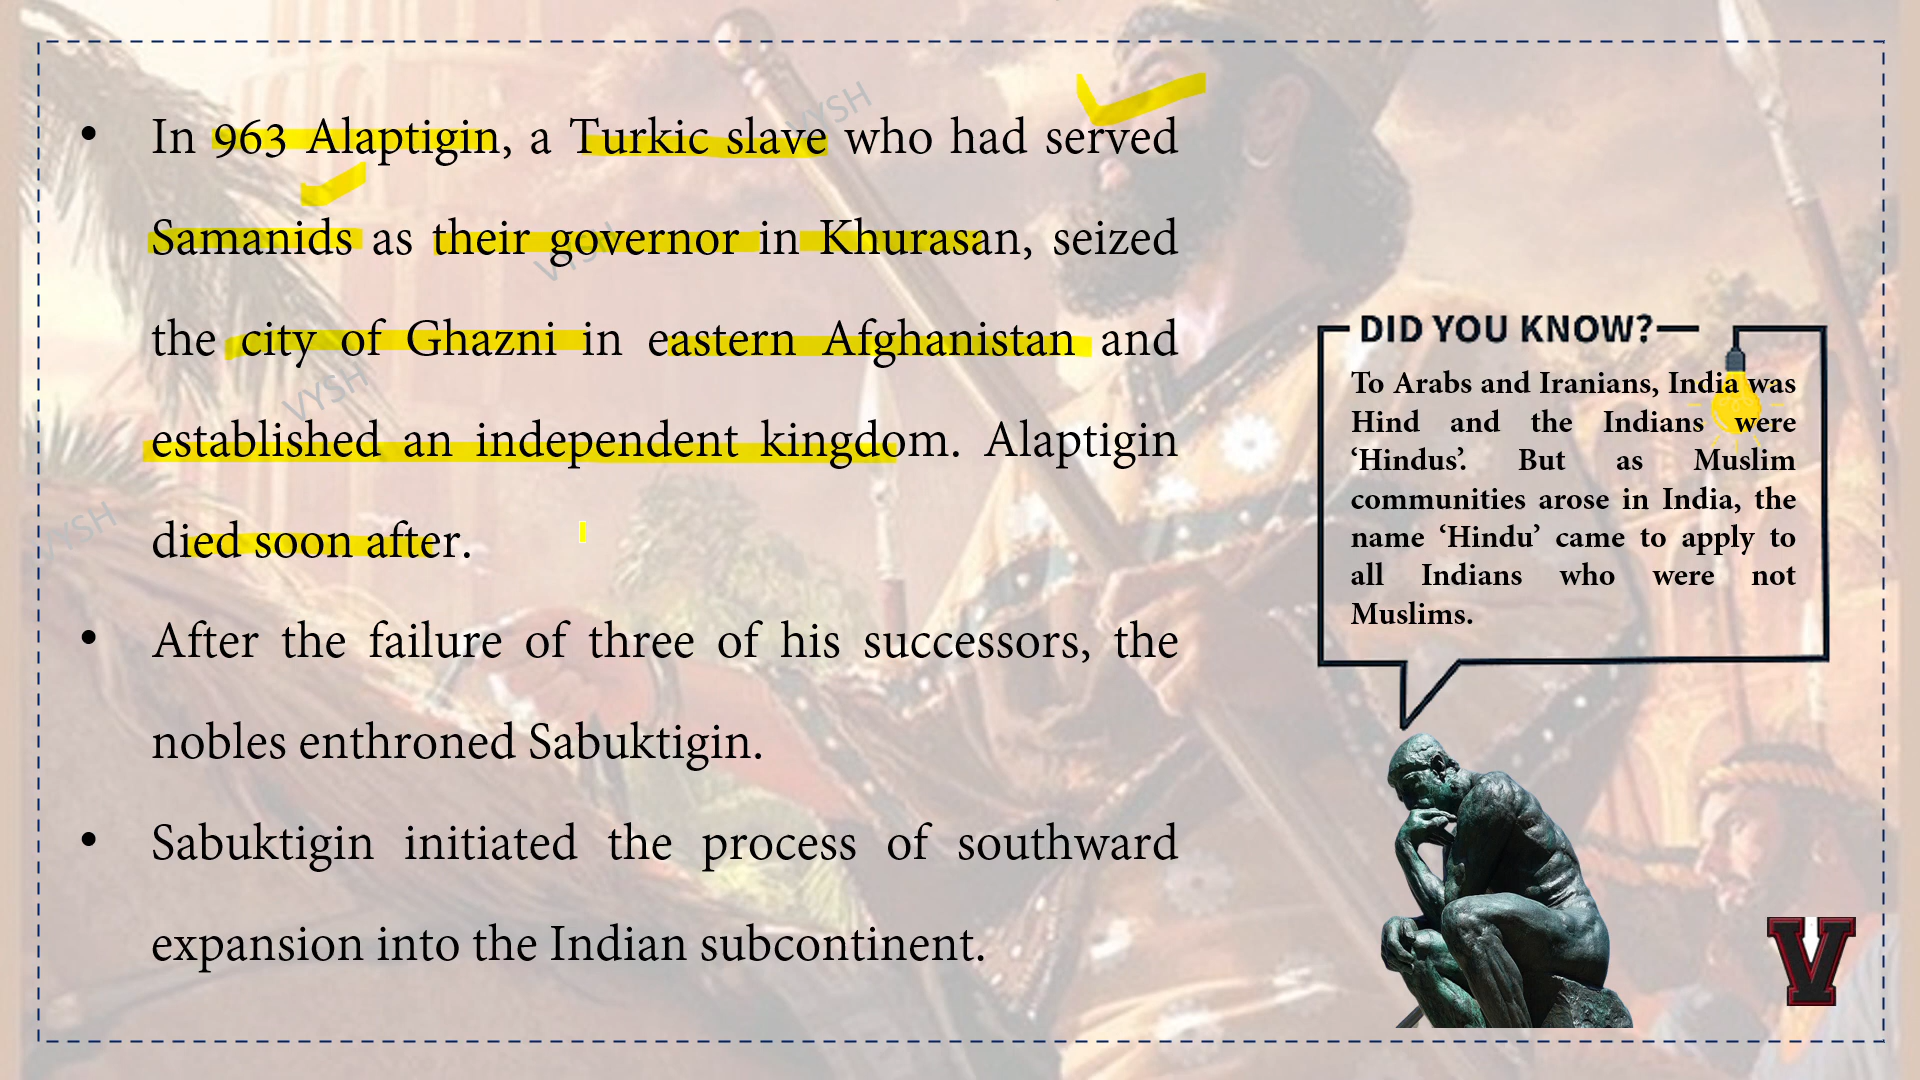 • In 963 Alaptigin, a Turkic slave who had served
Samanids as their governor in Khurasan, seized
the city of Ghazni in eastern Afghanistan and
established an independent kingdom. Alaptigin
died soon after.
• After the failure of three of his successors, the
nobles enthroned Sabuktigin.
• Sabuktigin initiated the process of southward
expansion into the Indian subcontinent.
DID YOU KNOW?
To Arabs and Iranians, India was
Hind and the Indians were
‘Hindus’. But as Muslim
communities arose in India, the
name ‘Hindu’ came to apply to
all Indians who were not
Muslims.
VYSH
VYSH
VYSH
VYSH
V